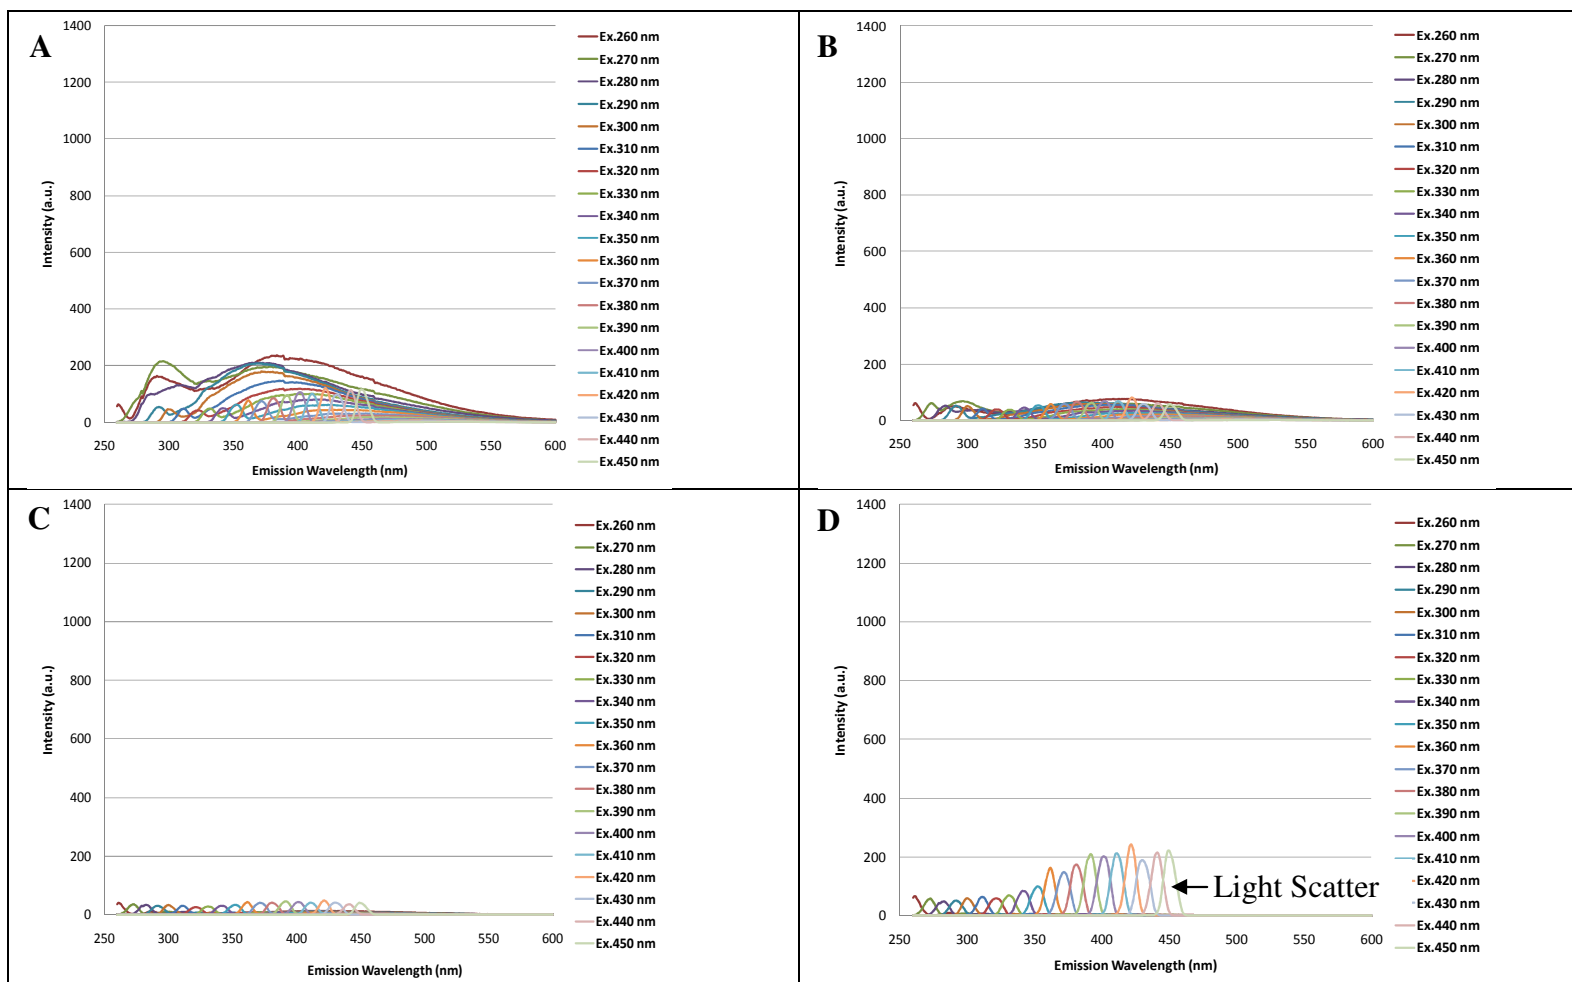 A
1400
1200
1000
800
600
400
200
0
250 300 350 400 450 500 550 600
Intensity (a.u.)
Emission Wavelength (nm)
Ex.260 nm
Ex.270 nm
Ex.280 nm
Ex.290 nm
Ex.300 nm
Ex.310 nm
Ex.320 nm
Ex.330 nm
Ex.340 nm
Ex.350 nm
Ex.360 nm
Ex.370 nm
Ex.380 nm
Ex.390 nm
Ex.400 nm
Ex.410 nm
Ex.420 nm
Ex.430 nm
Ex.440 nm
Ex.450 nm
B
1400
1200
1000
800
600
400
200
0
250 300 350 400 450 500 550 600
Intensity (a.u.)
Emission Wavelength (nm)
Ex.260 nm
Ex.270 nm
Ex.280 nm
Ex.290 nm
Ex.300 nm
Ex.310 nm
Ex.320 nm
Ex.330 nm
Ex.340 nm
Ex.350 nm
Ex.360 nm
Ex.370 nm
Ex.380 nm
Ex.390 nm
Ex.400 nm
Ex.410 nm
Ex.420 nm
Ex.430 nm
Ex.440 nm
Ex.450 nm
C
1400
1200
1000
800
600
400
200
0
250 300 350 400 450 500 550 600
Intensity (a.u.)
Emission Wavelength (nm)
Ex.260 nm
Ex.270 nm
Ex.280 nm
Ex.290 nm
Ex.300 nm
Ex.310 nm
Ex.320 nm
Ex.330 nm
Ex.340 nm
Ex.350 nm
Ex.360 nm
Ex.370 nm
Ex.380 nm
Ex.390 nm
Ex.400 nm
Ex.410 nm
Ex.420 nm
Ex.430 nm
Ex.440 nm
Ex.450 nm
D
1400
1200
1000
800
600
400
200
0
250 300 350 400 450 500 550 600
Intensity (a.u.)
Emission Wavelength (nm)
Light Scatter
Ex.260 nm
Ex.270 nm
Ex.280 nm
Ex.290 nm
Ex.300 nm
Ex.310 nm
Ex.320 nm
Ex.330 nm
Ex.340 nm
Ex.350 nm
Ex.360 nm
Ex.370 nm
Ex.380 nm
Ex.390 nm
Ex.400 nm
Ex.410 nm
Ex.420 nm
Ex.430 nm
Ex.440 nm
Ex.450 nm